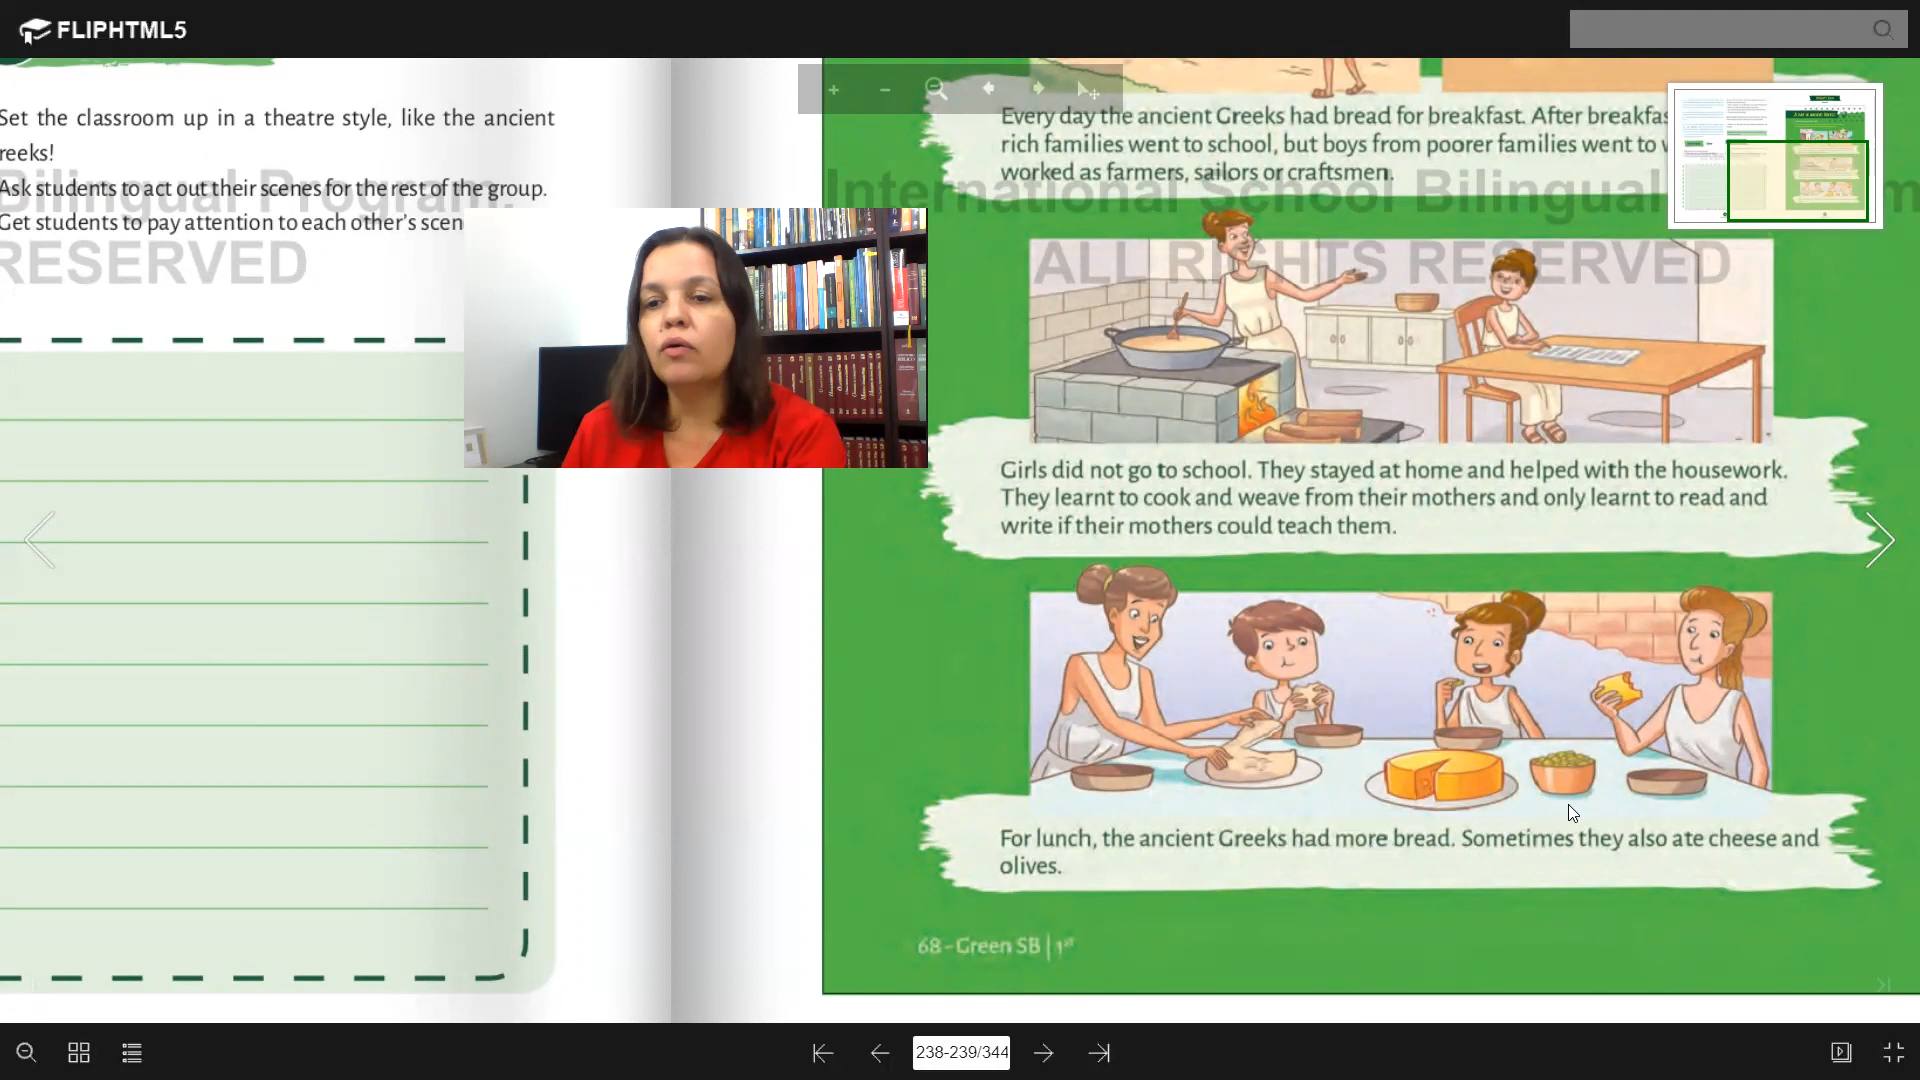 FLIPHTML5
Set the classroom up in a theatre style, like the ancient
reeks!
Ask students to act out their scenes for the rest of the group.
Get students to pay attention to each other's scen
Bilingual Program.
RESERVED
Every day the ancient Greeks had bread for breakfast. After breakfas
rich families went to school, but boys from poorer families went to w
worked as farmers, sailors or craftsmen.
International School Bilingual
ALL RIGHTS RESERVED
Girls did not go to school. They stayed at home and helped with the housework.
They learnt to cook and weave from their mothers and only learnt to read and
write if their mothers could teach them.
For lunch, the ancient Greeks had more bread. Sometimes they also ate cheese and
olives.
68 - Green SB | 1st
238-239/344